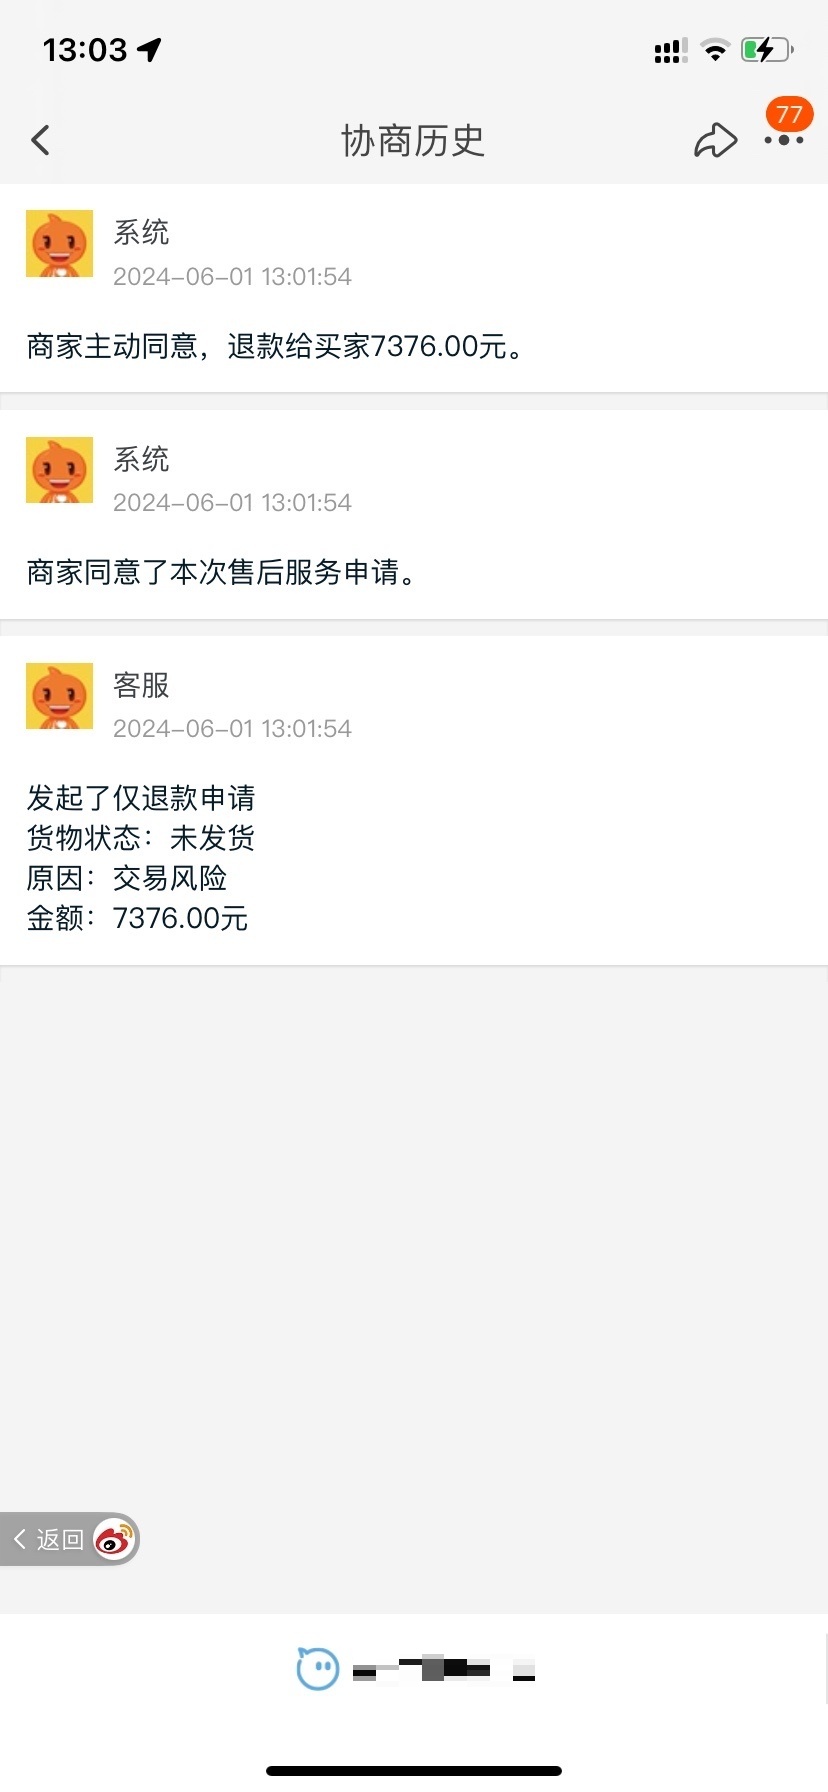 13:03
协商历史
77
系统
2024-06-01 13:01:54
商家主动同意，退款给买家7376.00元。
系统
2024-06-01 13:01:54
商家同意了本次售后服务申请。
客服
2024-06-01 13:01:54
发起了仅退款申请
货物状态：未发货
原因：交易风险
金额：7376.00元
返回